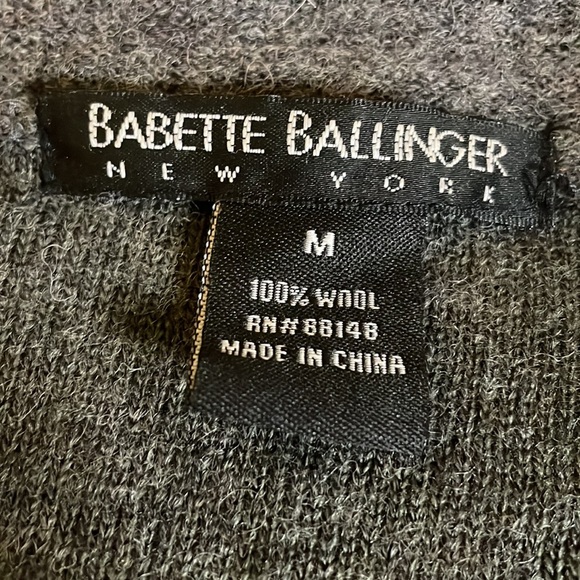 BABETTE BALLINGER
NEW YORK
M
100% WOOL
RN#88148
MADE IN CHINA